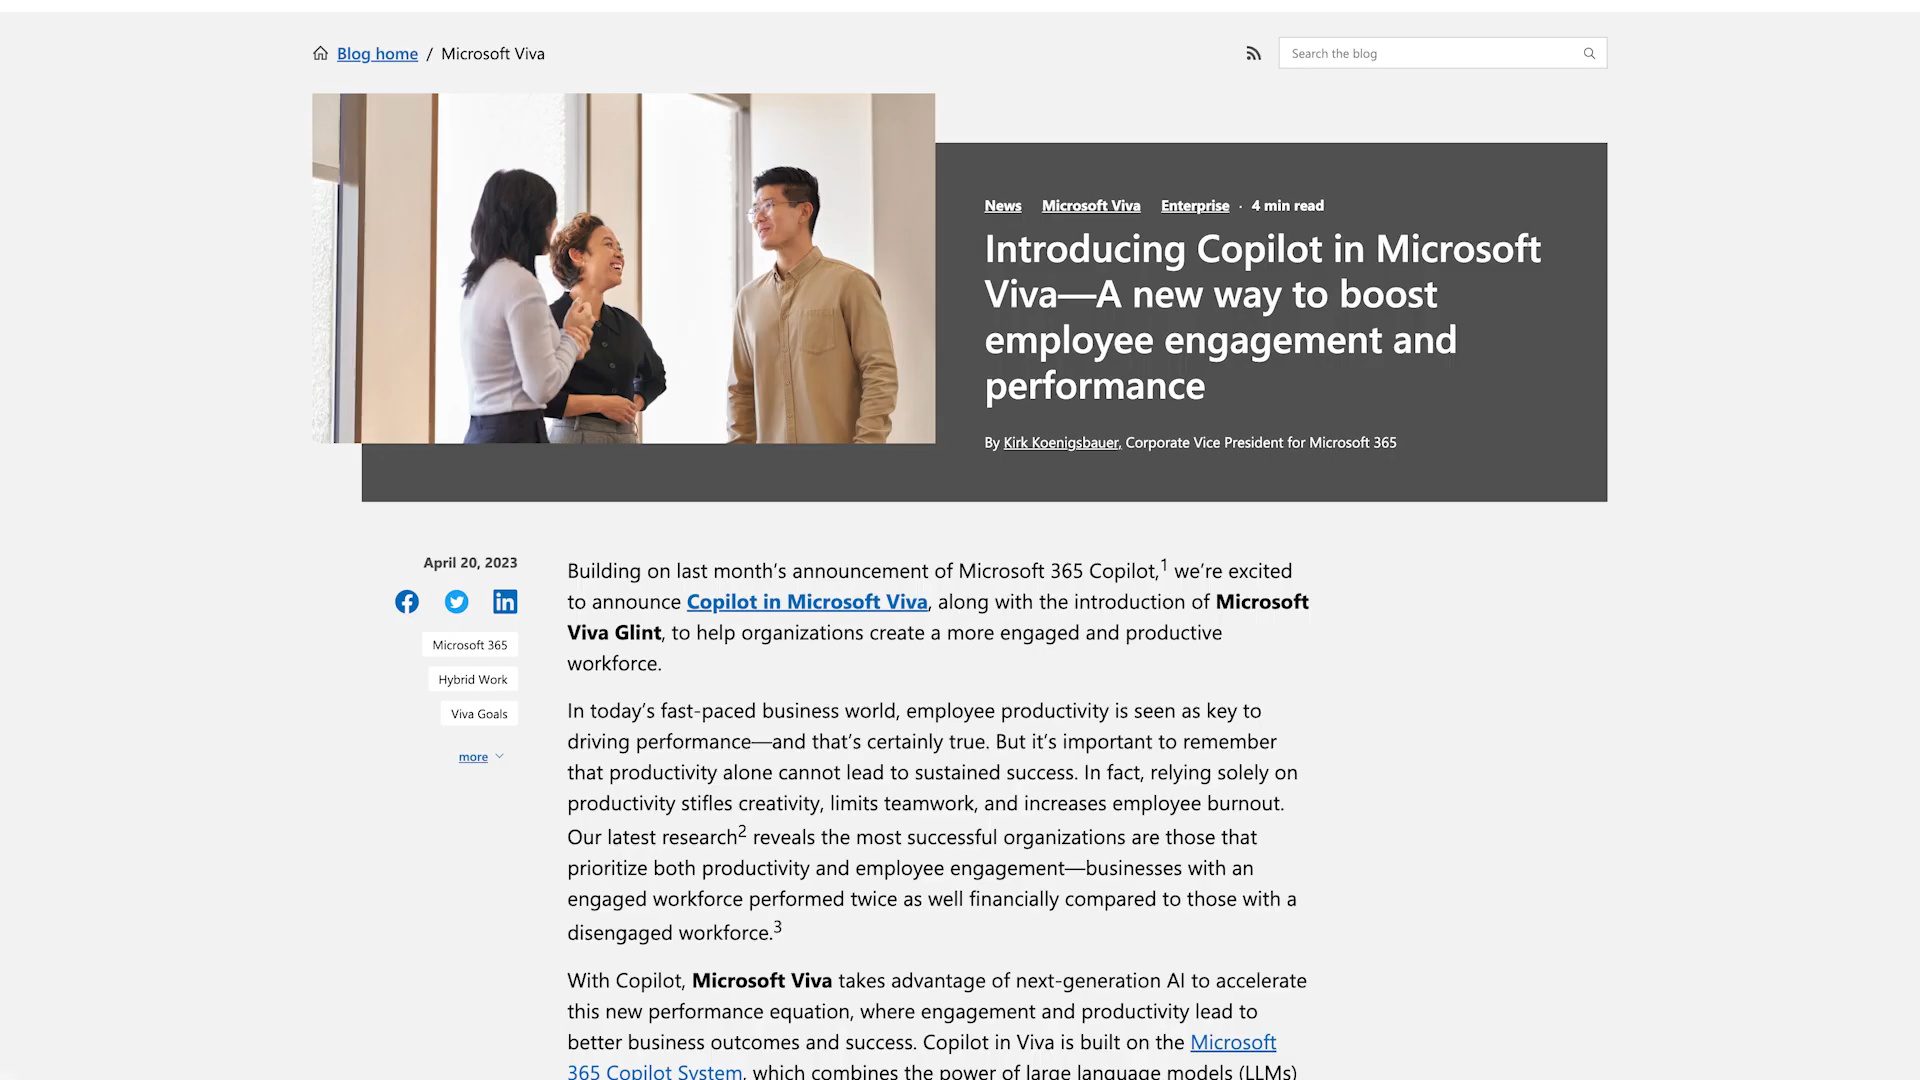 Blog home / Microsoft Viva
Search the blog
News Microsoft Viva Enterprise · 4 min read
Introducing Copilot in Microsoft
Viva—A new way to boost
employee engagement and
performance
By Kirk Koenigsbauer, Corporate Vice President for Microsoft 365
April 20, 2023
Microsoft 365
Hybrid Work
Viva Goals
more
Building on last month’s announcement of Microsoft 365 Copilot,1 we’re excited
to announce Copilot in Microsoft Viva, along with the introduction of Microsoft
Viva Glint, to help organizations create a more engaged and productive
workforce.
In today’s fast-paced business world, employee productivity is seen as key to
driving performance—and that’s certainly true. But it’s important to remember
that productivity alone cannot lead to sustained success. In fact, relying solely on
productivity stifles creativity, limits teamwork, and increases employee burnout.
Our latest research2 reveals the most successful organizations are those that
prioritize both productivity and employee engagement—businesses with an
engaged workforce performed twice as well financially compared to those with a
disengaged workforce.3
With Copilot, Microsoft Viva takes advantage of next-generation AI to accelerate
this new performance equation, where engagement and productivity lead to
better business outcomes and success. Copilot in Viva is built on the Microsoft
365 Copilot System, which combines the power of large language models (LLMs)